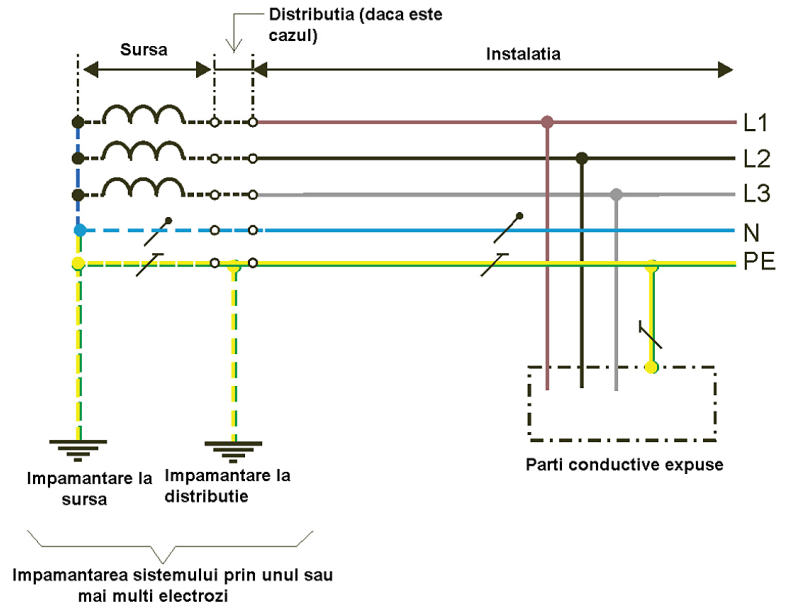 Distributia (daca este
cazul)
Sursa
Instalatia
L1
L2
L3
N
PE
Impamantare la
sursa
Impamantare la
distributie
Parti conductive expuse
Impamantarea sistemului prin unul sau
mai multi electrozi